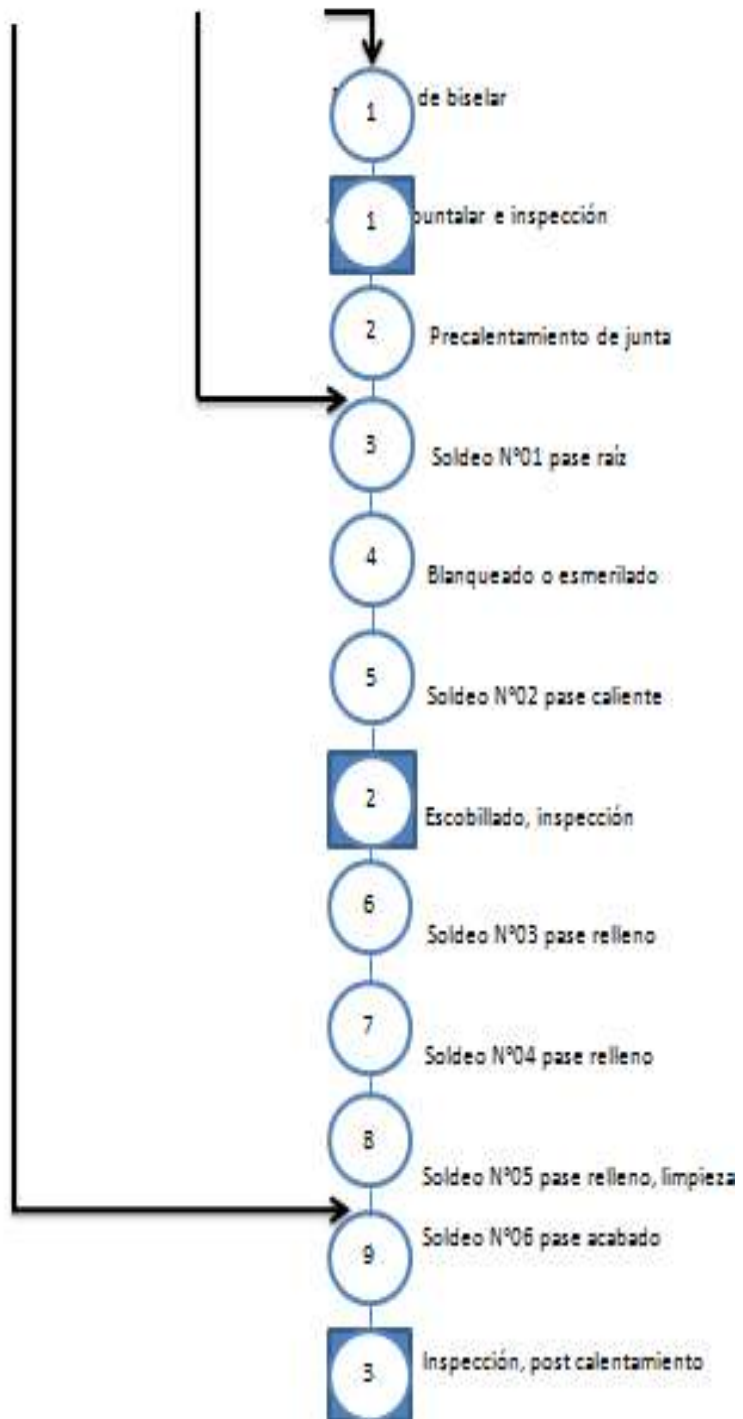 1
de biselar
1
puntalar e inspección
2
Precalentamiento de junta
3
Soldeo N°01 pase raíz
4
Blanqueado o esmerilado
5
Soldeo N°02 pase caliente
2
Escobillado, inspección
6
Soldeo N°03 pase relleno
7
Soldeo N°04 pase relleno
8
Soldeo N°05 pase relleno, limpieza
9
Soldeo N°06 pase acabado
3
Inspección, post calentamiento